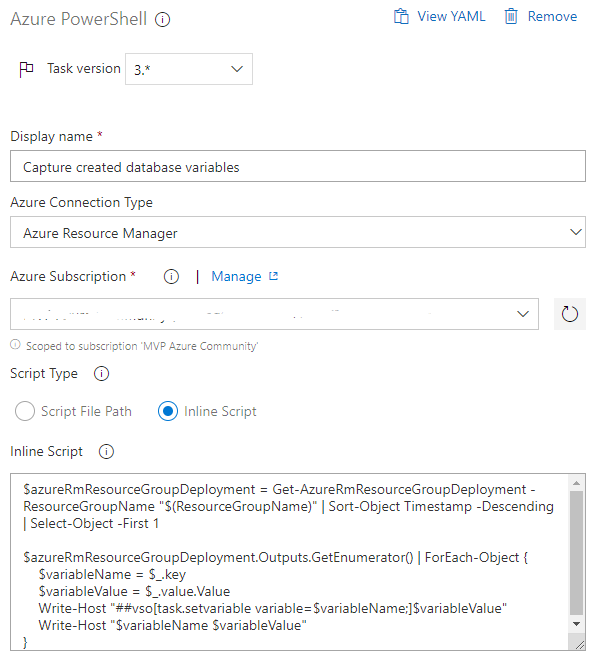 Azure PowerShell
View YAML
Remove
Task version
3.*
Display name *
Capture created database variables
Azure Connection Type
Azure Resource Manager
Azure Subscription *
| Manage
Scoped to subscription 'MVP Azure Community'
Script Type
Script File Path
Inline Script
Inline Script
$azureRmResourceGroupDeployment = Get-AzureRmResourceGroupDeployment -
ResourceGroupName "$(ResourceGroupName)" | Sort-Object Timestamp -Descending
| Select-Object -First 1
$azureRmResourceGroupDeployment.Outputs.GetEnumerator() | ForEach-Object {
$variableName = $_.key
$variableValue = $_.value.Value
Write-Host "##vso[task.setvariable variable=$variableName;]$variableValue"
Write-Host "$variableName $variableValue"
}